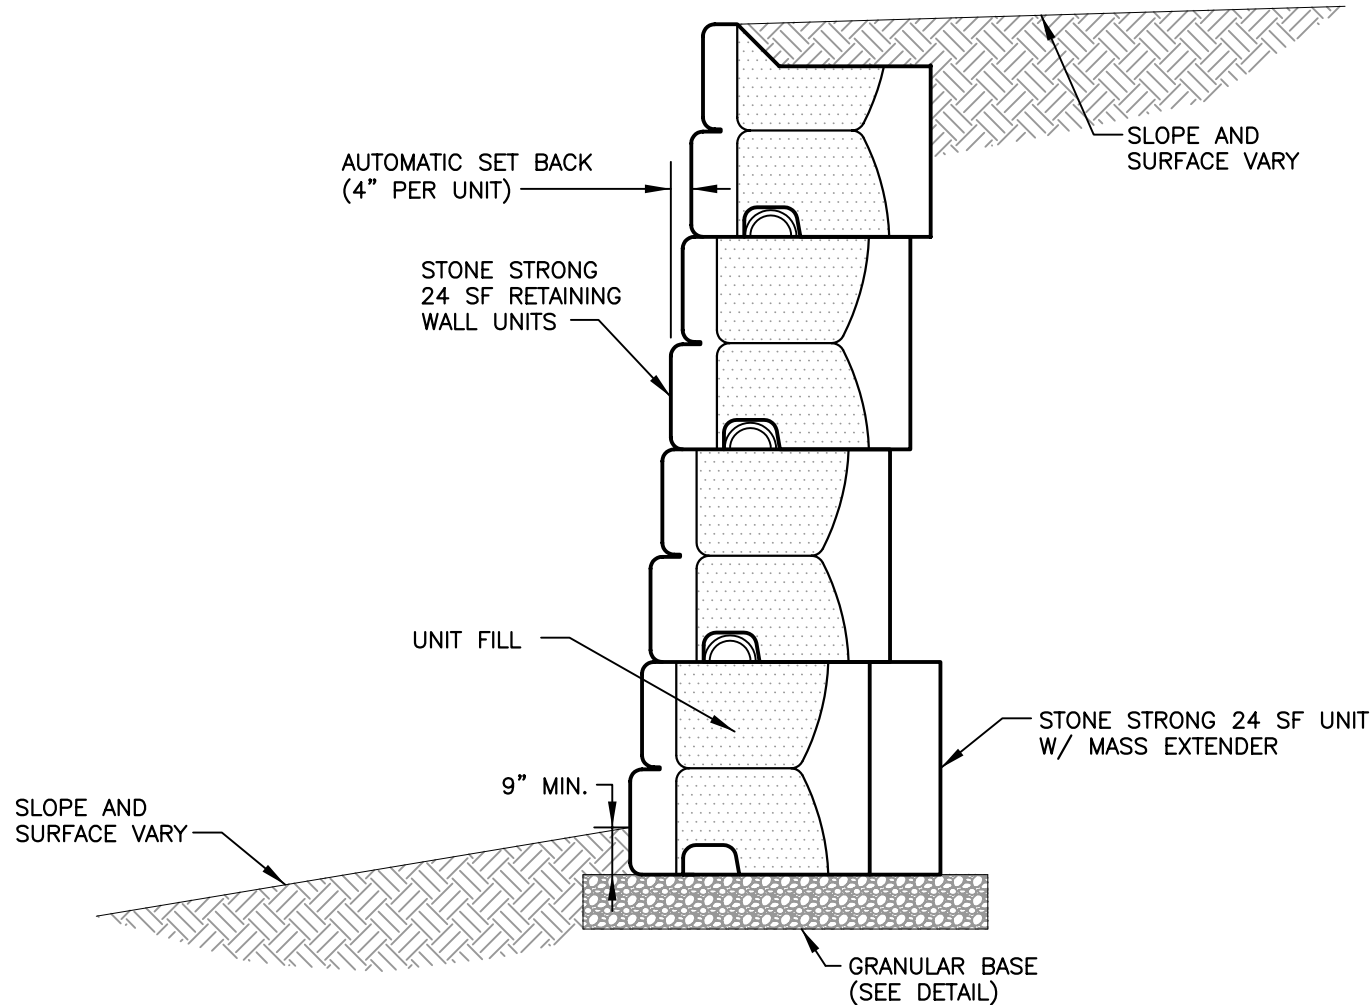 SLOPE AND
SURFACE VARY
AUTOMATIC SET BACK
(4” PER UNIT)
STONE STRONG
24 SF RETAINING
WALL UNITS
UNIT FILL
STONE STRONG 24 SF UNIT
W/ MASS EXTENDER
9” MIN.
SLOPE AND
SURFACE VARY
GRANULAR BASE
(SEE DETAIL)